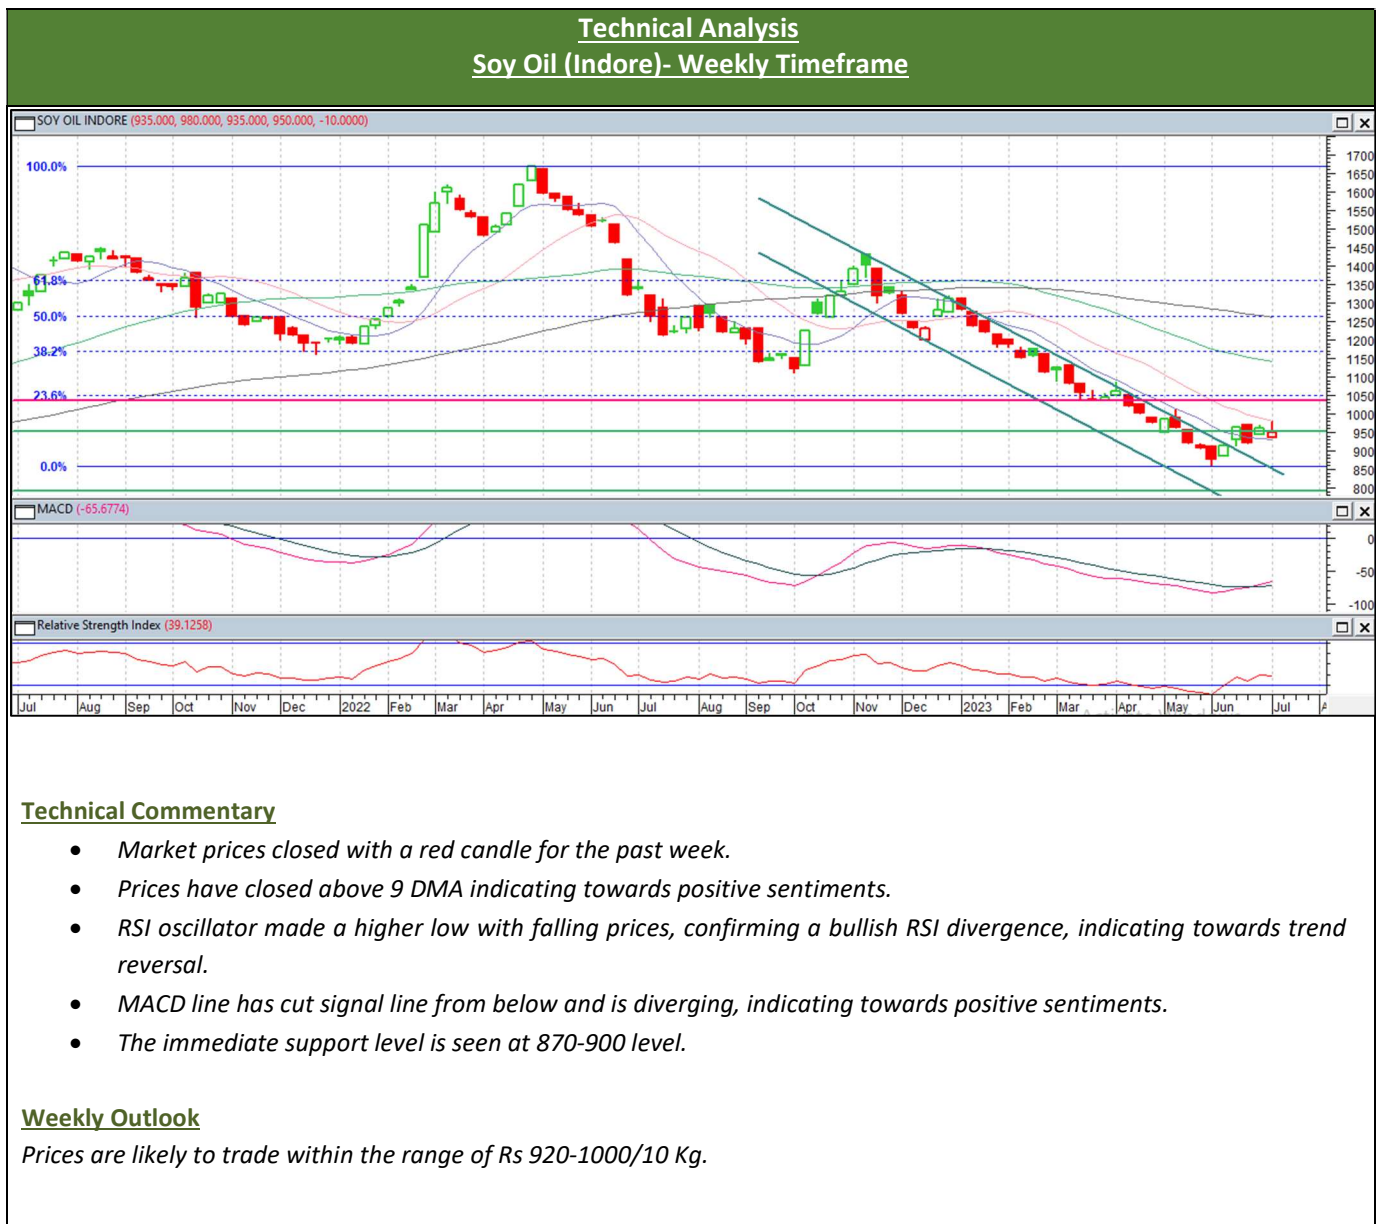 Technical Analysis
Soy Oil (Indore)- Weekly Timeframe
SOY OIL INDORE (935.000, 980.000, 935.000, 950.000, -10.0000)
100.0%
61.8%
50.0%
38.2%
23.6%
0.0%
1700
1650
1600
1550
1500
1450
1400
1350
1300
1250
1200
1150
1100
1050
1000
950
900
850
800
MACD (-65.6774)
0
-50
-100
Relative Strength Index (39.1258)
Jul Aug Sep Oct Nov Dec 2022 Feb Mar Apr May Jun Jul Aug Sep Oct Nov Dec 2023 Feb Mar Apr May Jun Jul A
Technical Commentary
• Market prices closed with a red candle for the past week.
• Prices have closed above 9 DMA indicating towards positive sentiments.
• RSI oscillator made a higher low with falling prices, confirming a bullish RSI divergence, indicating towards trend
reversal.
• MACD line has cut signal line from below and is diverging, indicating towards positive sentiments.
• The immediate support level is seen at 870-900 level.
Weekly Outlook
Prices are likely to trade within the range of Rs 920-1000/10 Kg.